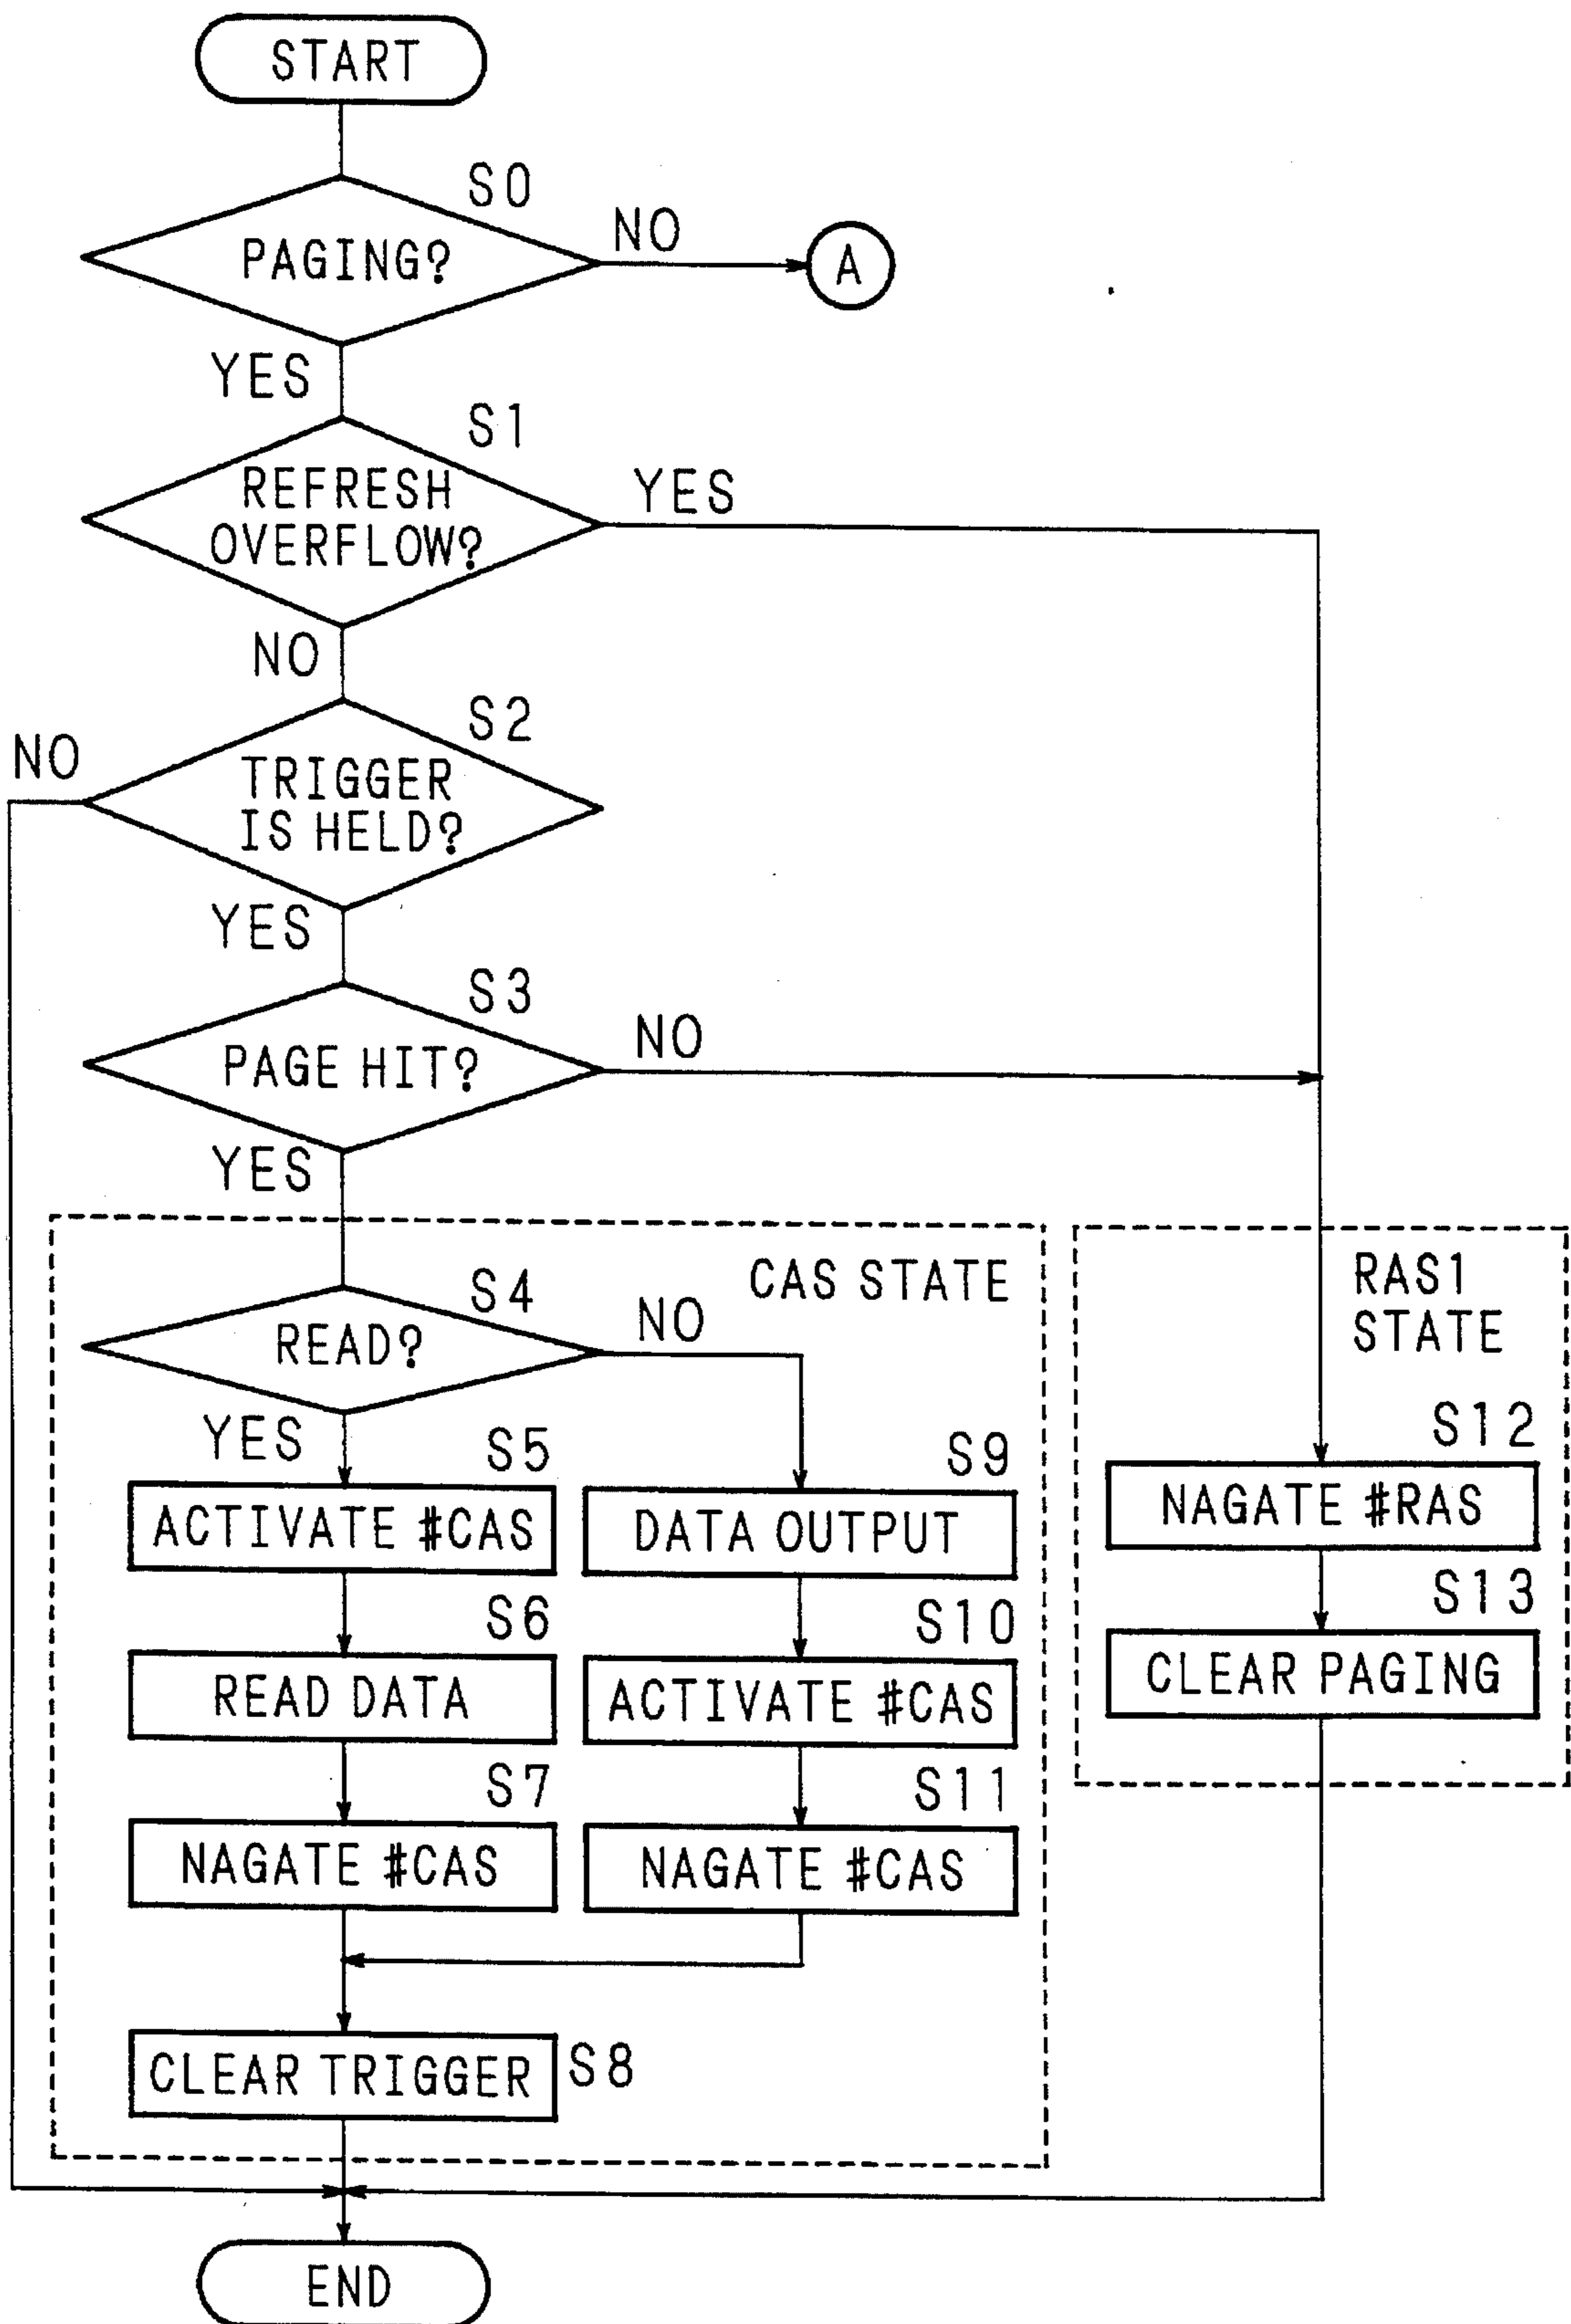 START
S0
PAGING?
NO
A
YES
S1
REFRESH
OVERFLOW?
YES
NO
S2
NO
TRIGGER
IS HELD?
YES
S3
PAGE HIT?
NO
YES
CAS STATE
RAS1
STATE
S4
READ?
NO
YES
S5
ACTIVATE #CAS
S6
READ DATA
S7
NAGATE #CAS
S9
DATA OUTPUT
S10
ACTIVATE #CAS
S11
NAGATE #CAS
S12
NAGATE #RAS
S13
CLEAR PAGING
CLEAR TRIGGER
S8
END